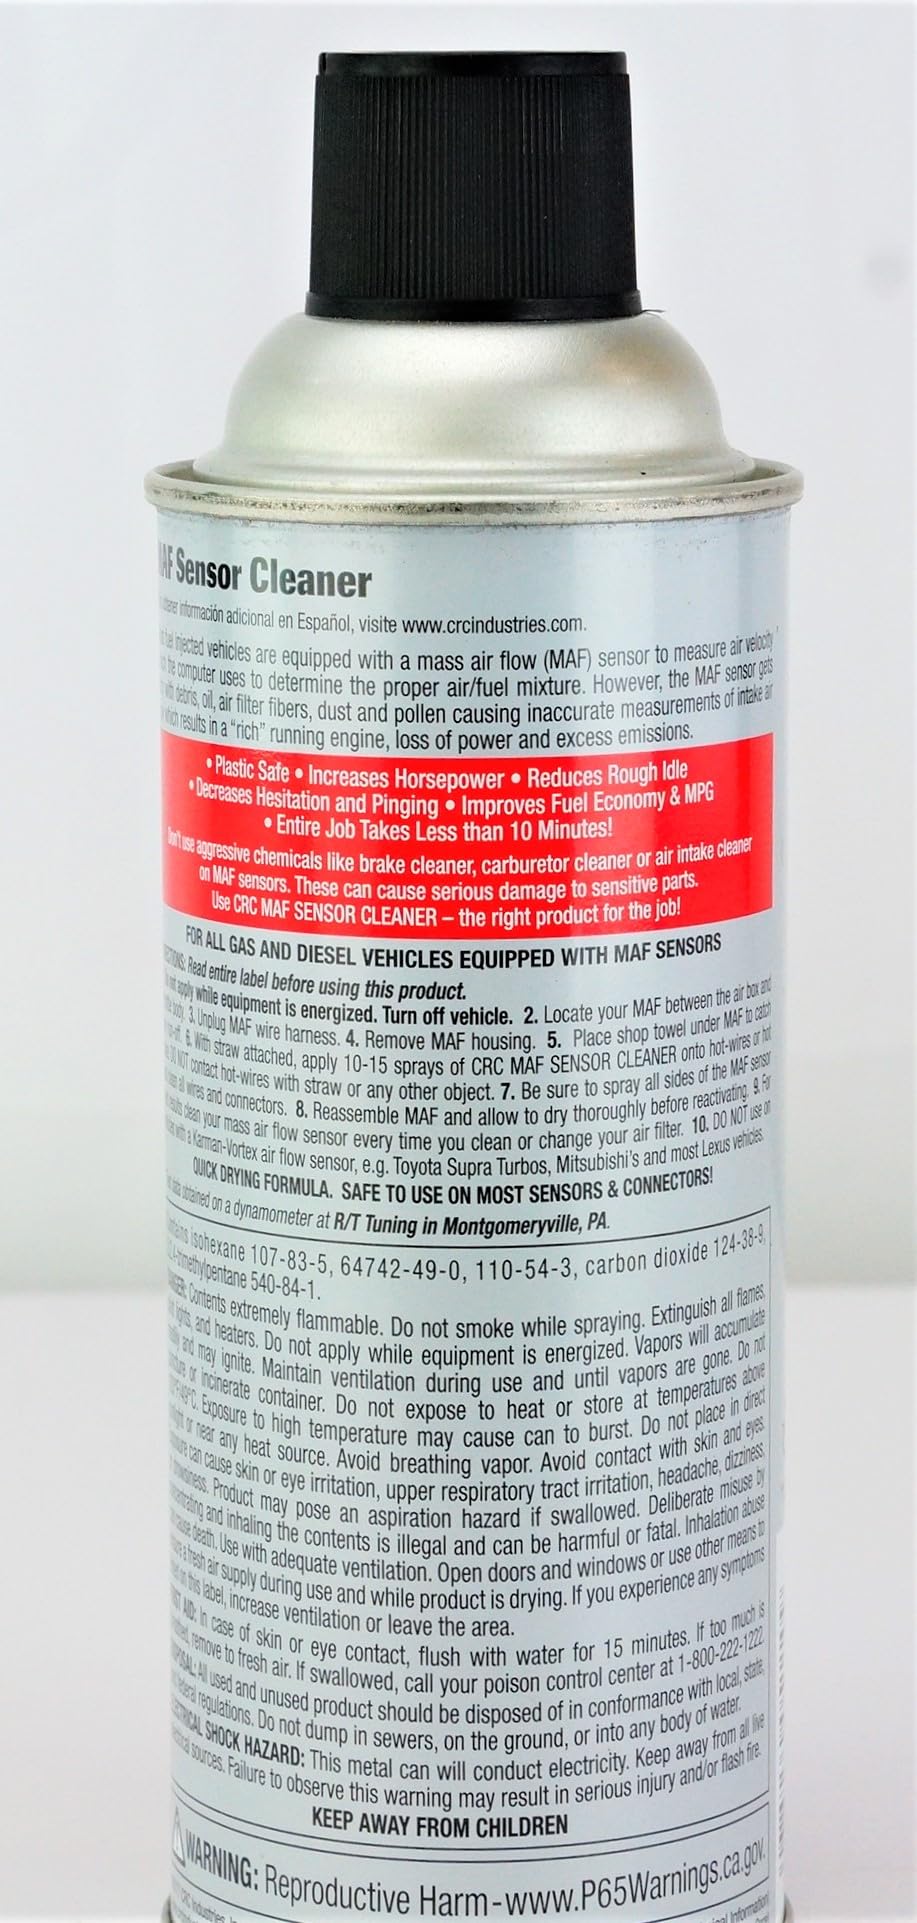 Sensor Cleaner
información adicional en Español, visite www.crcindustries.com.
fuel injected vehicles are equipped with a mass air flow (MAF) sensor to measure air velocity
the computer uses to determine the proper air/fuel mixture. However, the MAF sensor gets
with debris, oil, air filter fibers, dust and pollen causing inaccurate measurements of intake air
which results in a "rich" running engine, loss of power and excess emissions.
• Plastic Safe • Increases Horsepower • Reduces Rough Idle
• Decreases Hesitation and Pinging • Improves Fuel Economy & MPG
• Entire Job Takes Less than 10 Minutes!
Don't use aggressive chemicals like brake cleaner, carburetor cleaner or air intake cleaner
on MAF sensors. These can cause serious damage to sensitive parts.
Use CRC MAF SENSOR CLEANER – the right product for the job!
FOR ALL GAS AND DIESEL VEHICLES EQUIPPED WITH MAF SENSORS
Read entire label before using this product.
apply while equipment is energized. Turn off vehicle. 2. Locate your MAF between the air box and
body. 3. Unplug MAF wire harness. 4. Remove MAF housing. 5. Place shop towel under MAF to catch
6. With straw attached, apply 10-15 sprays of CRC MAF SENSOR CLEANER onto hot-wires or hot
DO NOT contact hot-wires with straw or any other object. 7. Be sure to spray all sides of the MAF sensor
all wires and connectors. 8. Reassemble MAF and allow to dry thoroughly before reactivating. 9. For
results clean your mass air flow sensor every time you clean or change your air filter. 10. DO NOT use on
with a Karman-Vortex air flow sensor, e.g. Toyota Supra Turbos, Mitsubishi's and most Lexus vehicles.
QUICK DRYING FORMULA. SAFE TO USE ON MOST SENSORS & CONNECTORS!
data obtained on a dynamometer at R/T Tuning in Montgomeryville, PA.
isohexane 107-83-5, 64742-49-0, 110-54-3, carbon dioxide 124-38-9,
540-84-1.
Contents extremely flammable. Do not smoke while spraying. Extinguish all flames,
lights, and heaters. Do not apply while equipment is energized. Vapors will accumulate
and may ignite. Maintain ventilation during use and until vapors are gone. Do not
or incinerate container. Do not expose to heat or store at temperatures above
Exposure to high temperature may cause can to burst. Do not place in direct
or near any heat source. Avoid breathing vapor. Avoid contact with skin and eyes.
can cause skin or eye irritation, upper respiratory tract irritation, headache, dizziness,
Product may pose an aspiration hazard if swallowed. Deliberate misuse by
and inhaling the contents is illegal and can be harmful or fatal. Inhalation abuse
cause death. Use with adequate ventilation. Open doors and windows or use other means to
a fresh air supply during use and while product is drying. If you experience any symptoms
on this label, increase ventilation or leave the area.
AID: In case of skin or eye contact, flush with water for 15 minutes. If too much is
remove to fresh air. If swallowed, call your poison control center at 1-800-222-1222.
All used and unused product should be disposed of in conformance with local, state,
federal regulations. Do not dump in sewers, on the ground, or into any body of water.
SHOCK HAZARD: This metal can will conduct electricity. Keep away from all live
sources. Failure to observe this warning may result in serious injury and/or flash fire.
KEEP AWAY FROM CHILDREN
WARNING: Reproductive Harm-www.P65Warnings.ca.gov.